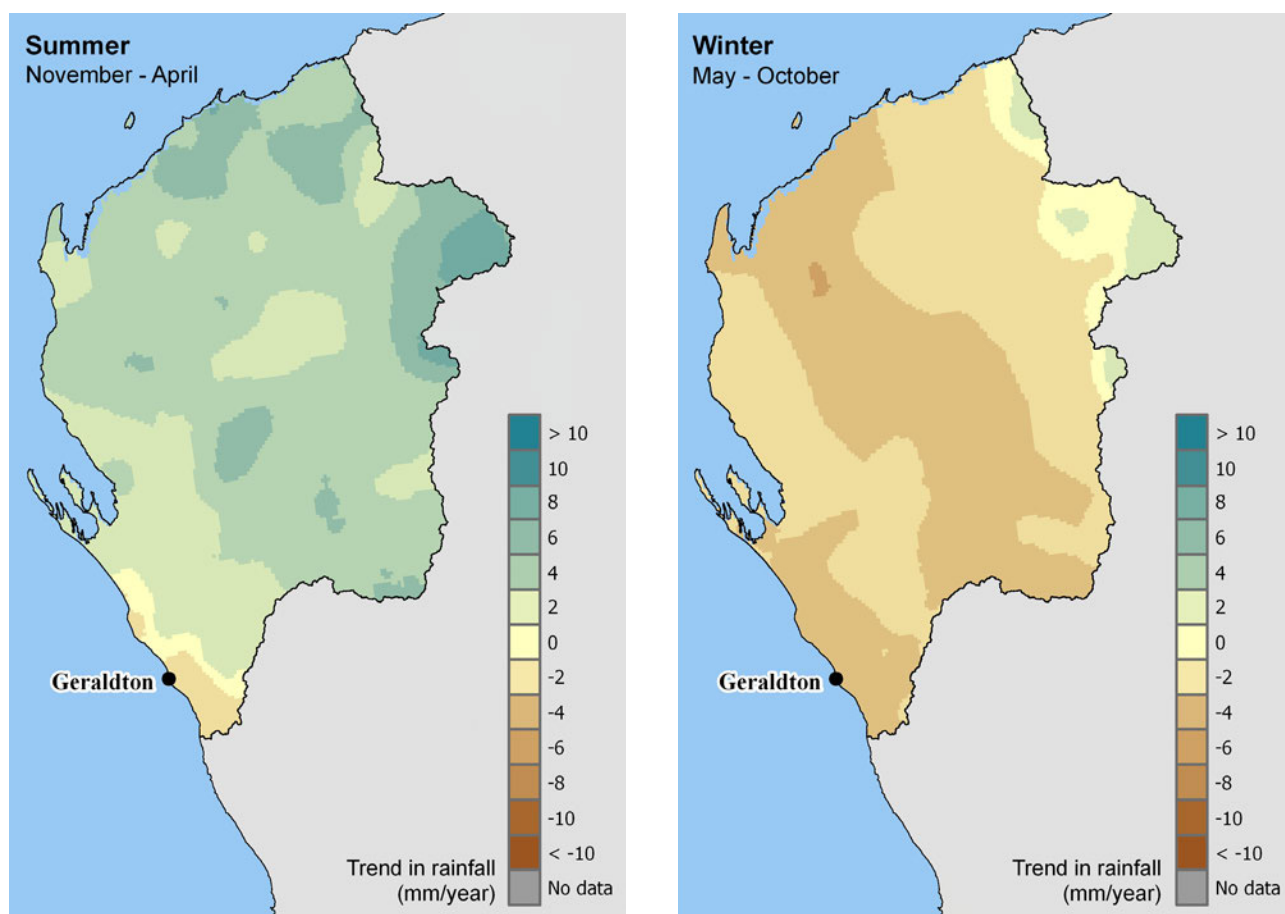 Summer
November - April
Geraldton
> 10
10
8
6
4
2
0
-2
-4
-6
-8
-10
< -10
No data
Trend in rainfall
(mm/year)
Winter
May - October
Geraldton
> 10
10
8
6
4
2
0
-2
-4
-6
-8
-10
< -10
No data
Trend in rainfall
(mm/year)